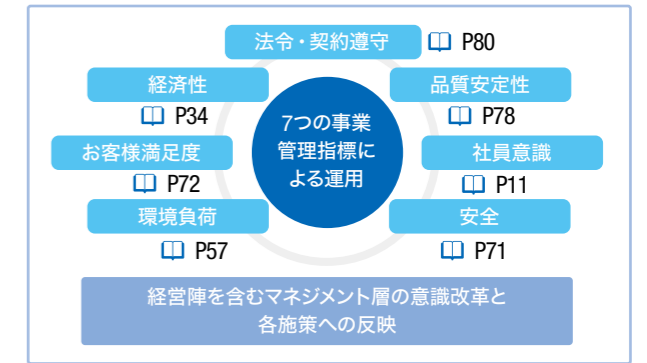 法令・契約遵守
P80
経済性
P34
品質安定性
P78
7つの事業
管理指標に
よる運用
お客様満足度
P72
社員意識
P11
環境負荷
P57
安全
P71
経営陣を含むマネジメント層の意識改革と
各施策への反映